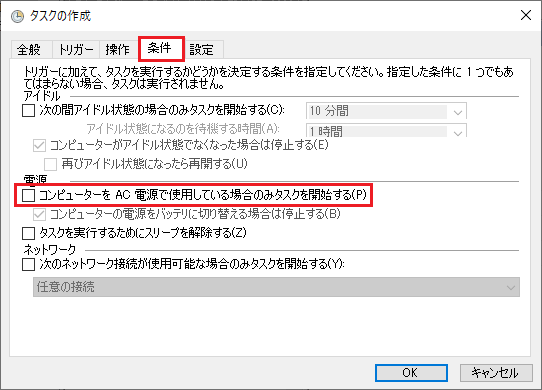 タスクの作成
全般 トリガー 操作 条件 設定
トリガーに加えて、タスクを実行するかどうかを決定する条件を指定してください。指定した条件に 1 つでもあ
てはまらない場合、タスクは実行されません。
アイドル
次の間アイドル状態の場合のみタスクを開始する(C): 10 分間
アイドル状態になるのを待機する時間(A): 1 時間
コンピューターがアイドル状態でなくなった場合は停止する(E)
再びアイドル状態になったら再開する(U)
電源
コンピューターを AC 電源で使用している場合のみタスクを開始する(P)
コンピューターの電源をバッテリに切り替える場合は停止する(B)
タスクを実行するためにスリープを解除する(Z)
ネットワーク
次のネットワーク接続が使用可能な場合のみタスクを開始する(Y):
任意の接続
OK キャンセル